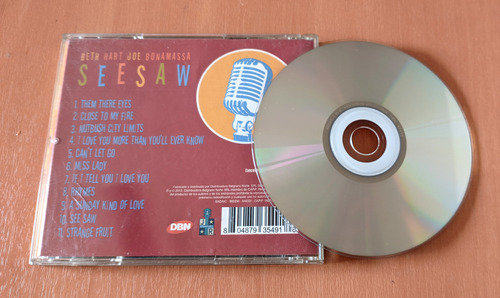 BETH HART JOE BONAMASSA
SEESAW
1. THEM THERE EYES
2. CLOSE TO MY FIRE
3. NUTBUSH CITY LIMITS
4. I LOVE YOU MORE THAN YOU'LL EVER KNOW
5. CAN'T LET GO
6. MISS LADY
7. IF I TELL YOU I LOVE YOU
8. RHYMES
9. A SUNDAY KIND OF LOVE
10. SEE SAW
11. STRANGE FRUIT
DBN
J
A R
8 04879 35491